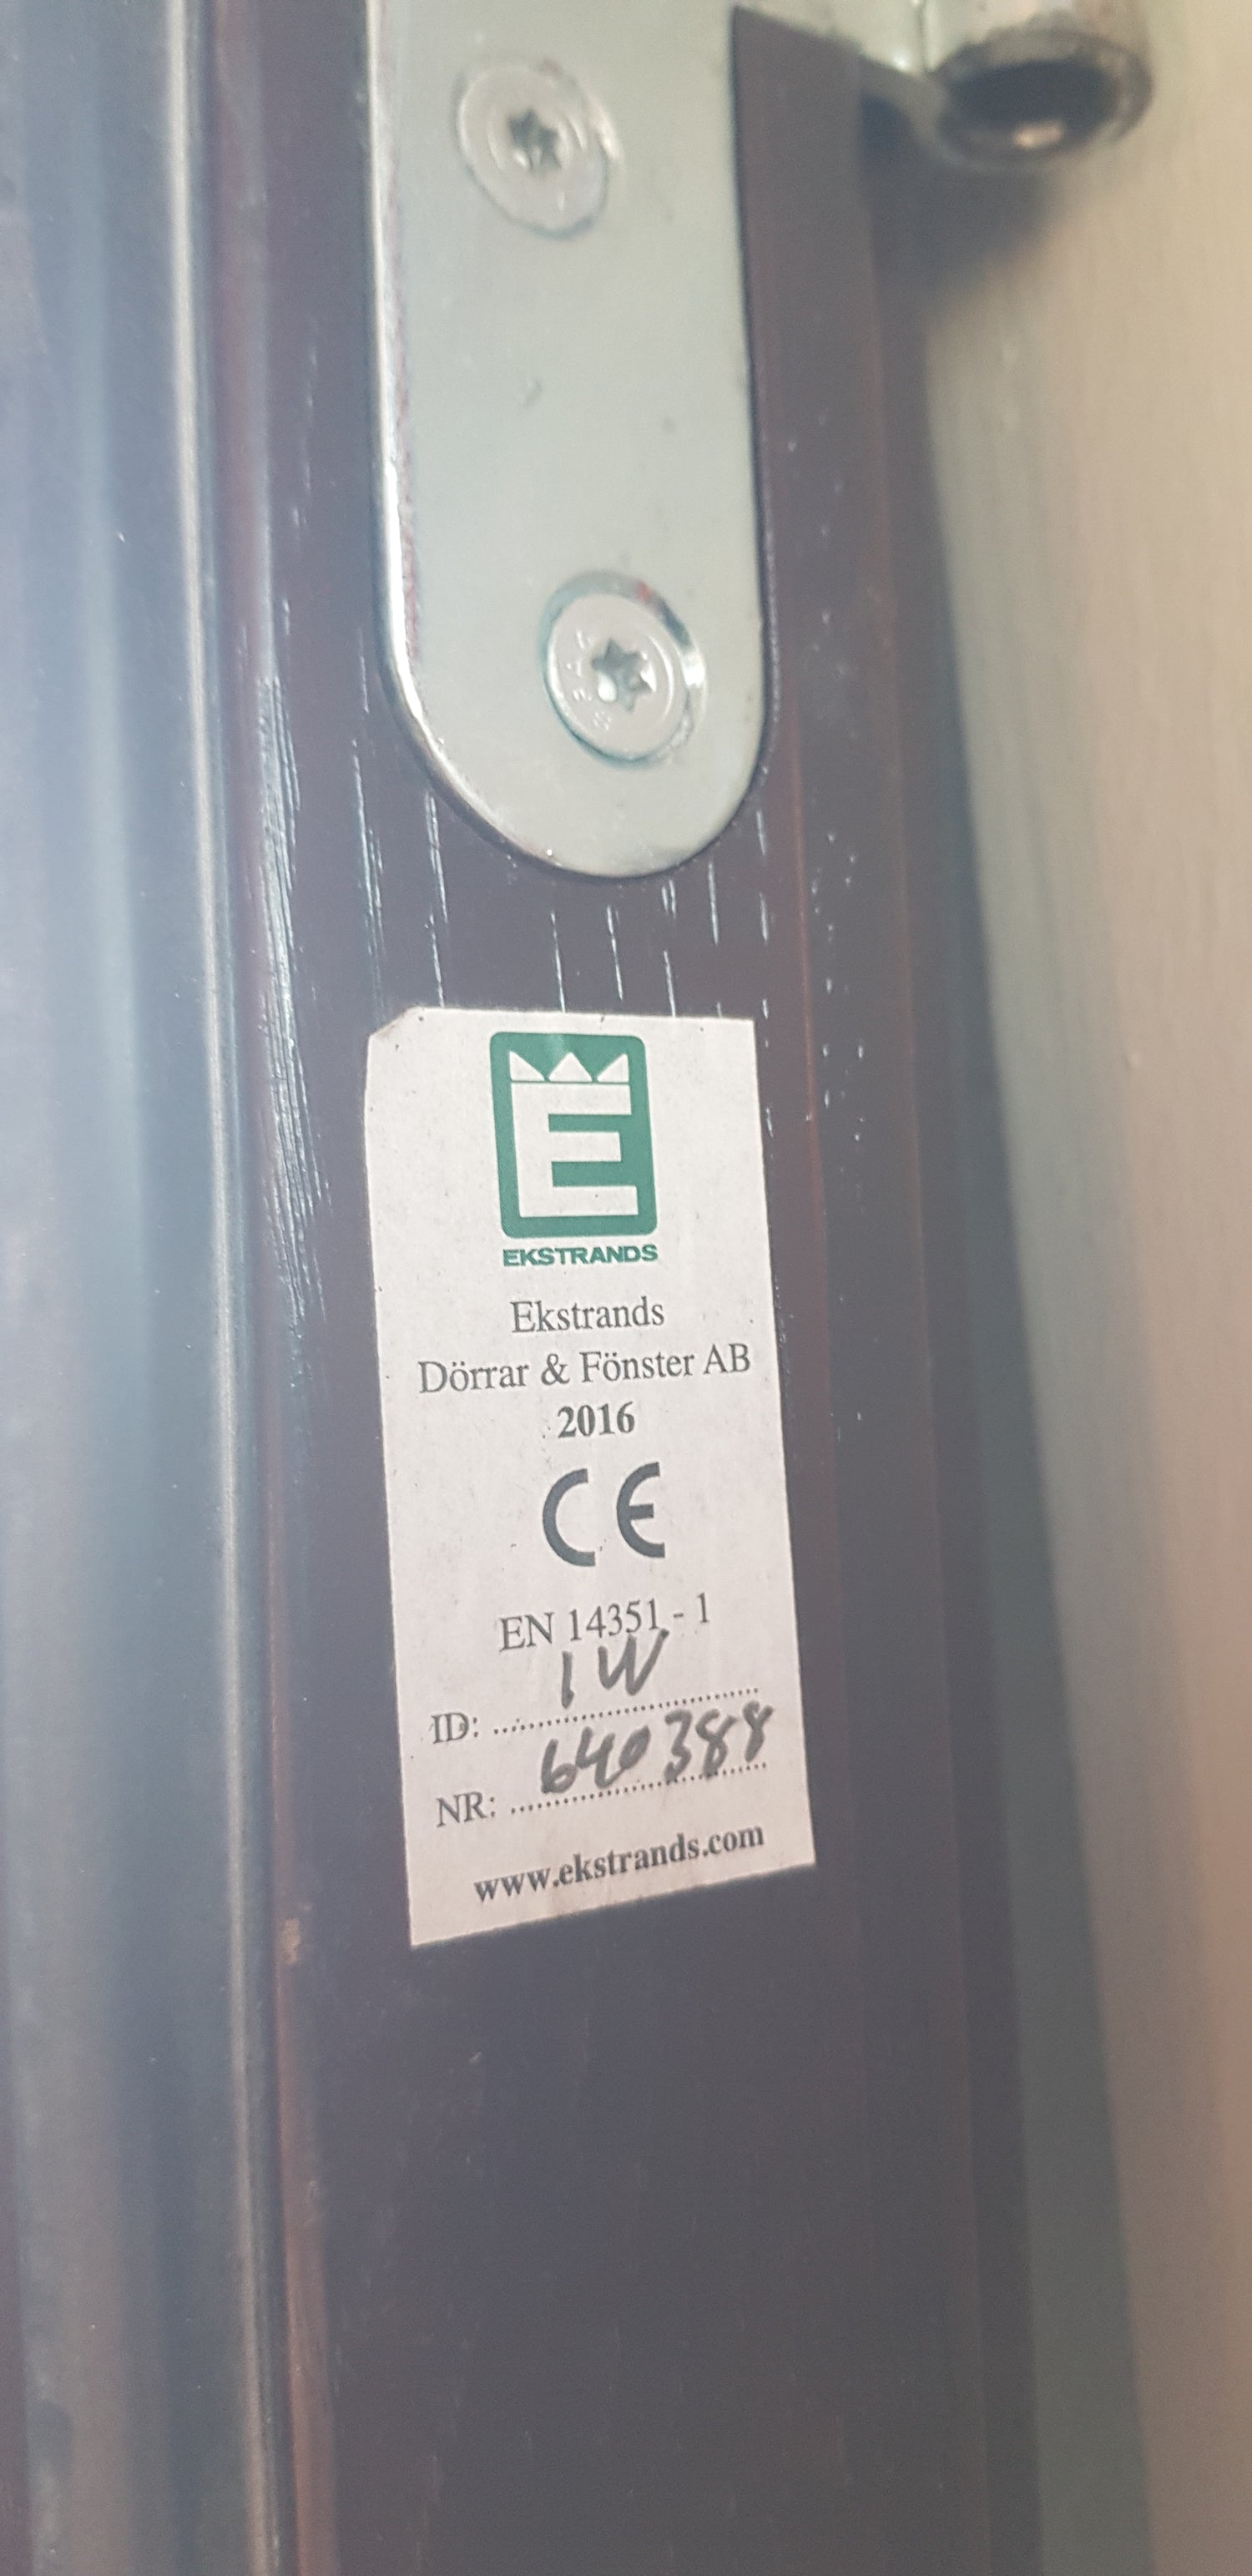 E
EKSTRANDS
Ekstrands
Dörrar & Fönster AB
2016
CE
EN 14351 - 1
ID: 1W
NR: 640388
www.ekstrands.com